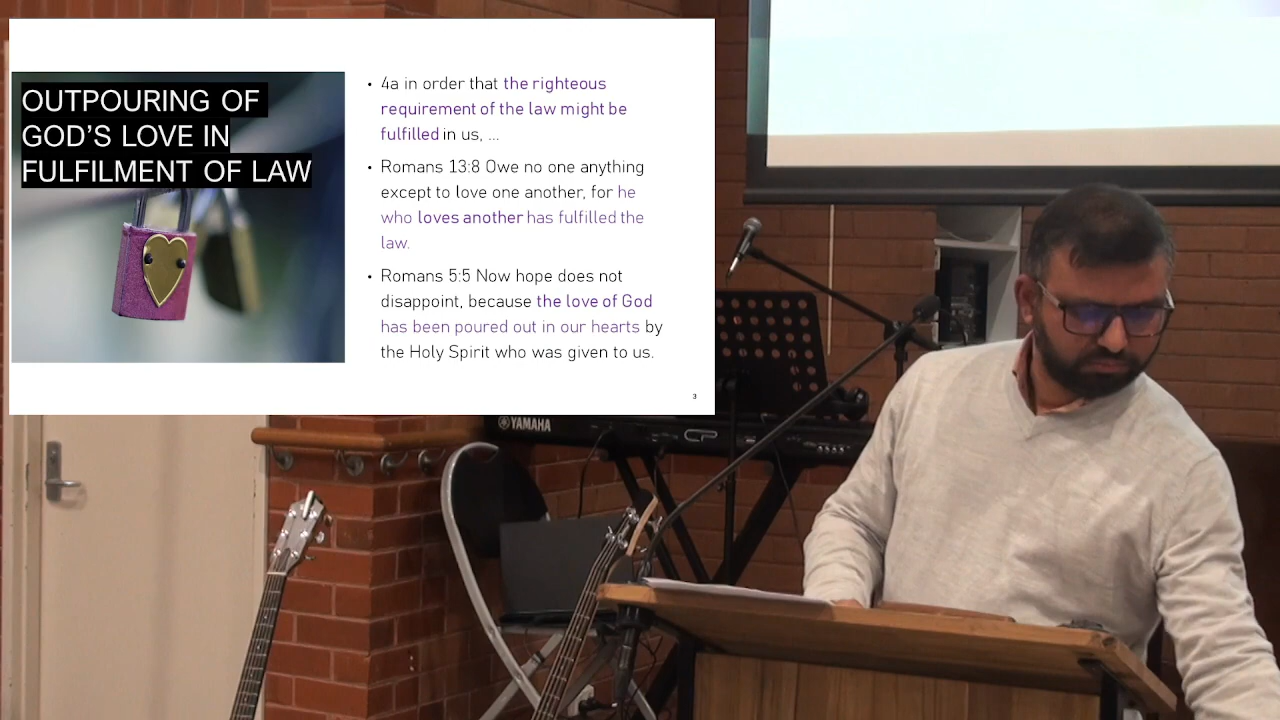 OUTPOURING OF
GOD'S LOVE IN
FULFILMENT OF LAW
• 4a in order that the righteous
requirement of the law might be
fulfilled in us, ...
• Romans 13:8 Owe no one anything
except to love one another, for he
who loves another has fulfilled the
law.
• Romans 5:5 Now hope does not
disappoint, because the love of God
has been poured out in our hearts by
the Holy Spirit who was given to us.
3
YAMAHA
CP